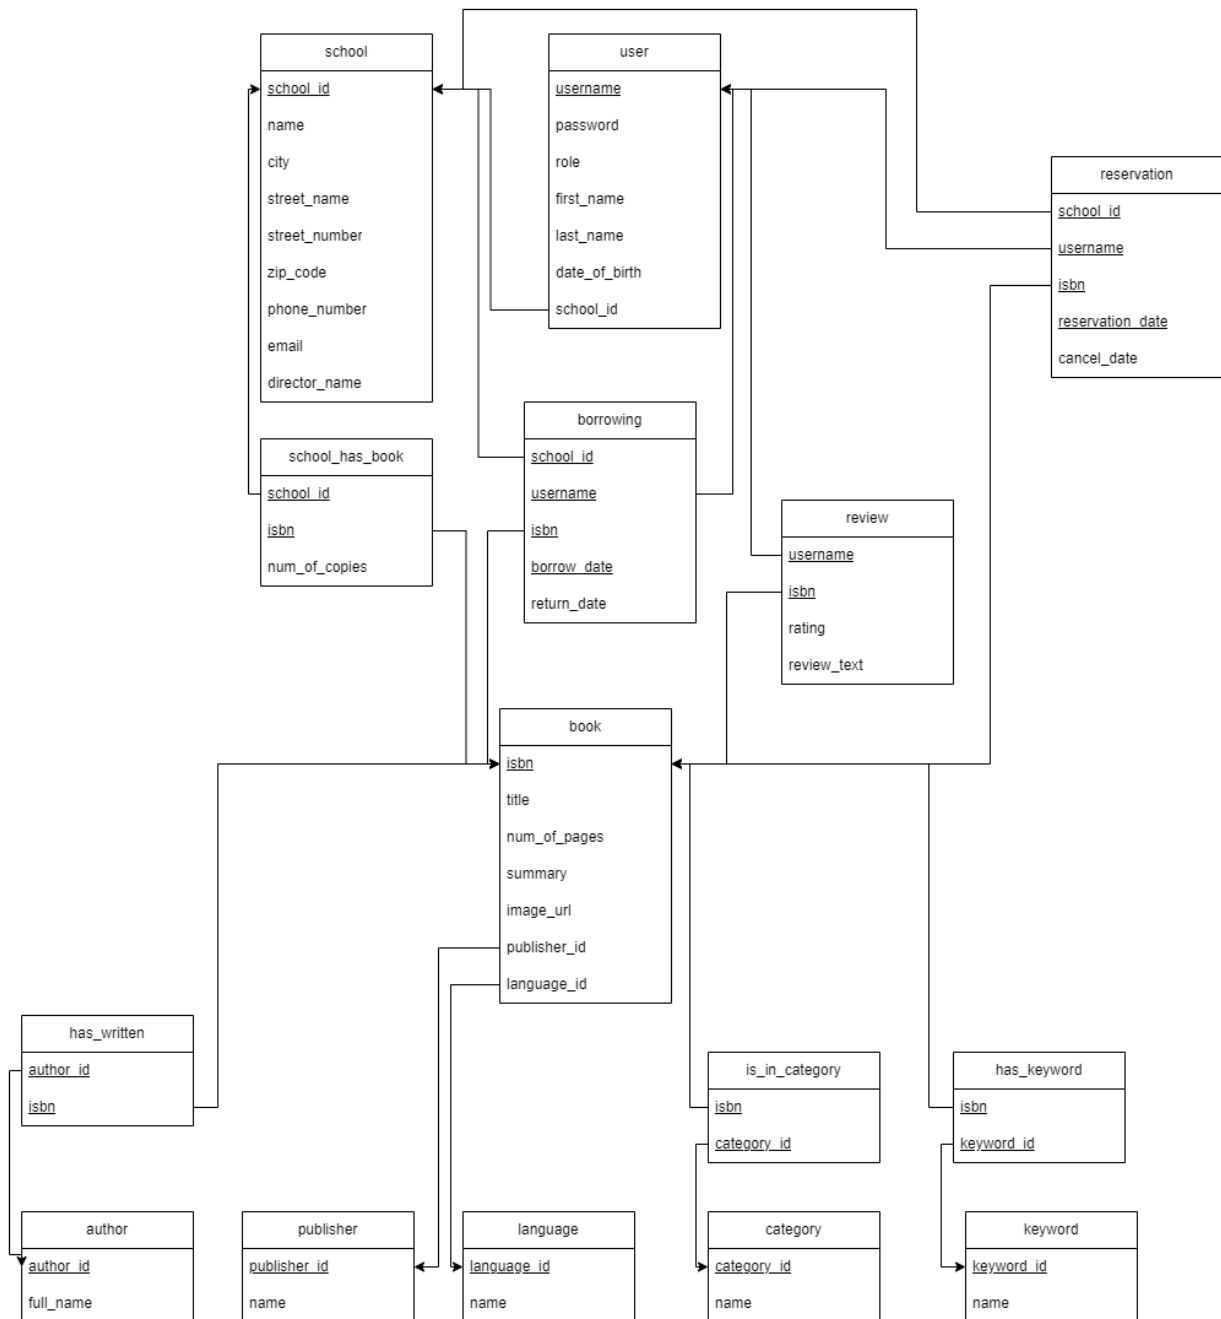 school
school_id
name
city
street_name
street_number
zip_code
phone_number
email
director_name
user
username
password
role
first_name
last_name
date_of_birth
school_id
reservation
school_id
username
isbn
reservation_date
cancel_date
school_has_book
school_id
isbn
num_of_copies
borrowing
school_id
username
isbn
borrow_date
return_date
review
username
isbn
rating
review_text
book
isbn
title
num_of_pages
summary
image_url
publisher_id
language_id
has_written
author_id
isbn
is_in_category
isbn
category_id
has_keyword
isbn
keyword_id
author
author_id
full_name
publisher
publisher_id
name
language
language_id
name
category
category_id
name
keyword
keyword_id
name